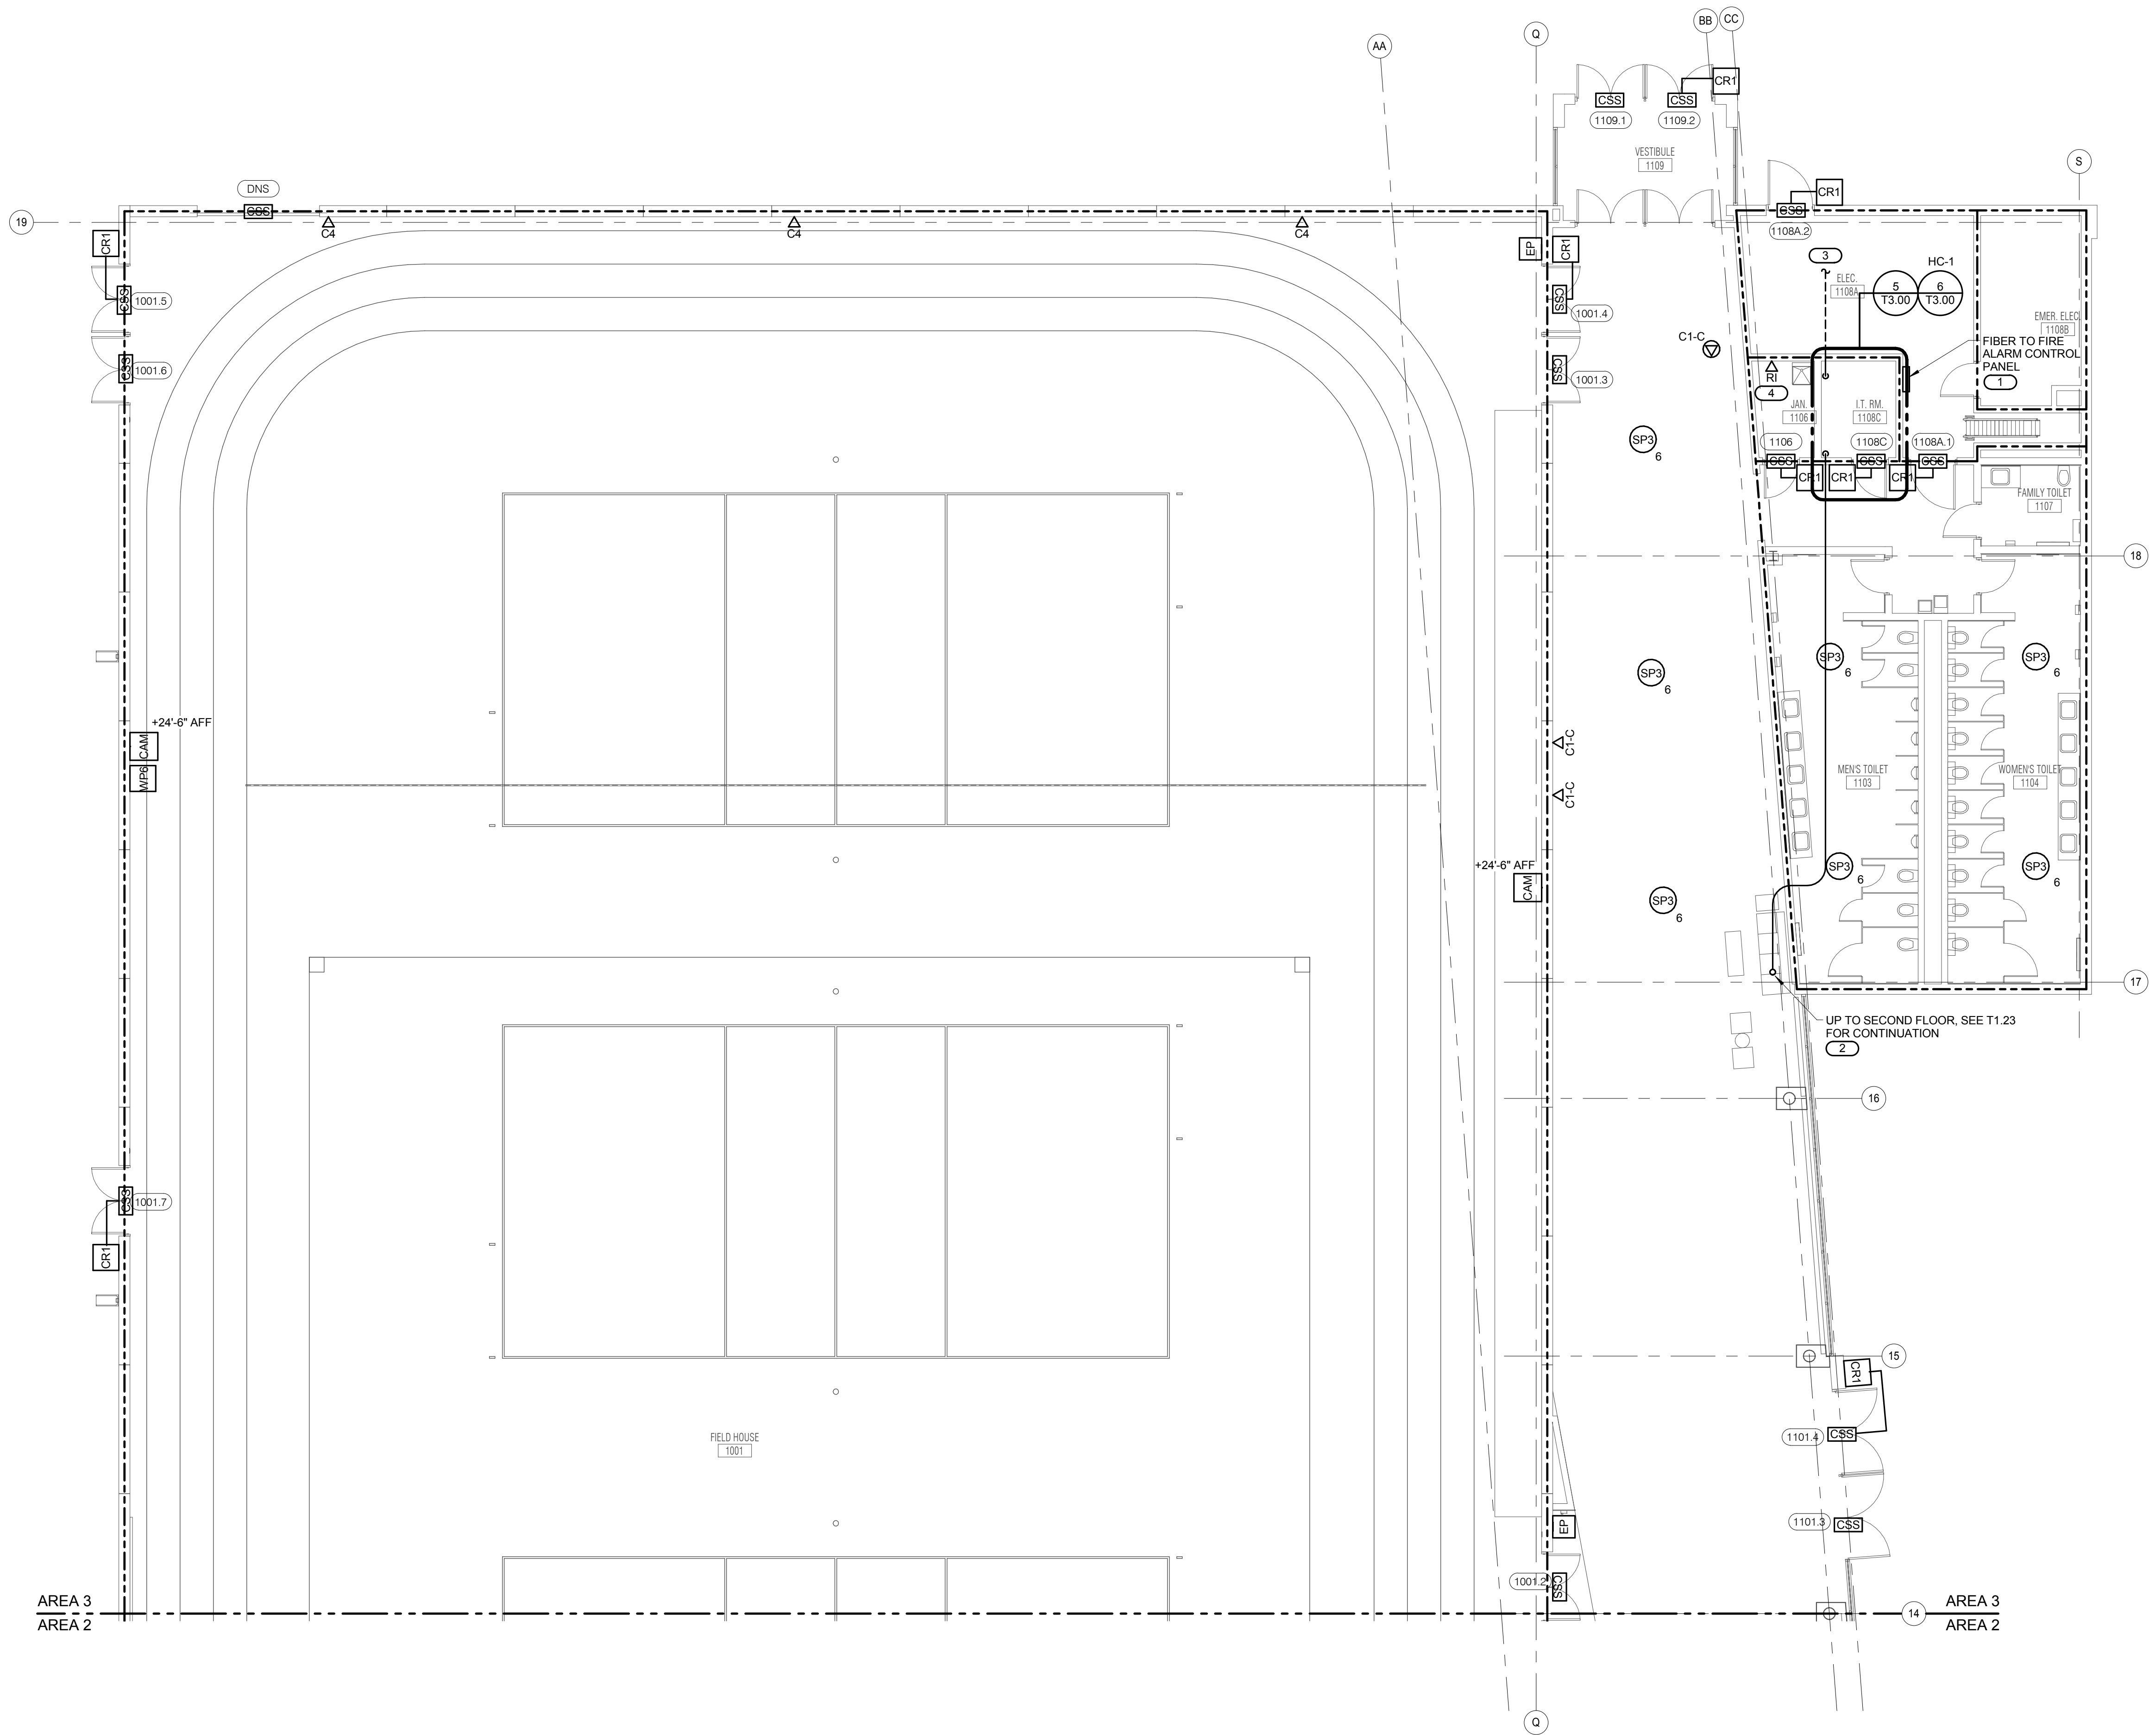 BB
CC
Q
AA
CR1
CSS
CSS
1109.1
1109.2
VESTIBULE
1109
S
DNS
CSS
CR1
CSS
1108A.2
19
C4
C4
C4
CR1
EP
CR1
3
HC-1
ELEC.
1108A
5
T3.00
6
T3.00
CSS
1001.5
CSS
1001.4
EMER. ELEC.
1108B
FIBER TO FIRE
ALARM CONTROL
PANEL
1
C1-C
CSS
1001.6
CSS
1001.3
RI
4
JAN.
1106
I.T. RM.
1108C
SP3
6
1106
1108C
1108A.1
CSS
CSS
CSS
CR1
CR1
CR1
FAMILY TOILET
1107
18
SP3
6
SP3
6
SP3
6
+24'-6" AFF
CAM
WP6
C1-C
C1-C
MEN'S TOILET
1103
WOMEN'S TOILET
1104
+24'-6" AFF
CAM
SP3
6
SP3
6
SP3
6
17
UP TO SECOND FLOOR, SEE T1.23
FOR CONTINUATION
2
16
CSS
1001.7
CR1
15
CR1
1101.4
CSS
FIELD HOUSE
1001
1101.3
CSS
EP
1001.2
CSS
AREA 3
AREA 2
14
AREA 3
AREA 2
Q